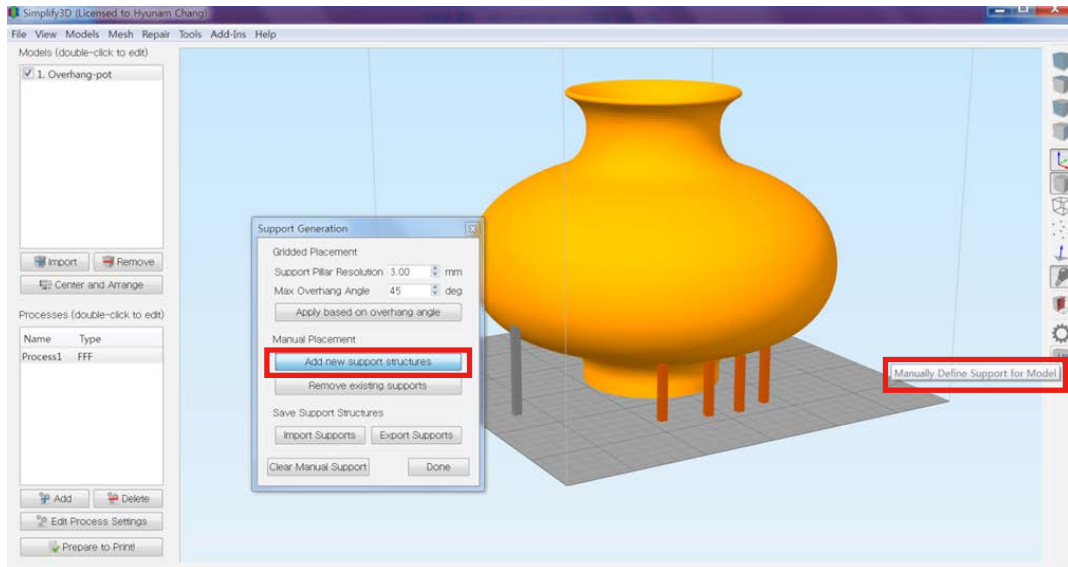 Simplify3D (Licensed to Hyunam Chang)
File View Models Mesh Repair Tools Add-Ins Help
Models (double-click to edit)
1. Overhang-pot
Import Remove
Center and Arrange
Processes (double-click to edit)
Name Type
Process1 FFF
Add Delete
Edit Process Settings
Prepare to Print!
Support Generation
Gridded Placement
Support Pillar Resolution 3.00 mm
Max Overhang Angle 45 deg
Apply based on overhang angle
Manual Placement
Add new support structures
Remove existing supports
Save Support Structures
Import Supports Export Supports
Clear Manual Support Done
Manually Define Support for Model